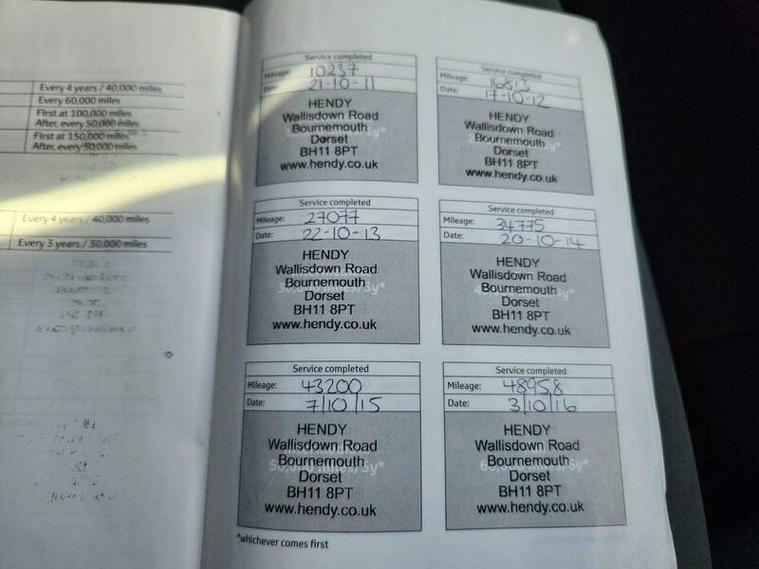 Every 4 years / 40,000 miles
Every 60,000 miles
First at 100,000 miles
After, every 50,000 miles
First at 150,000 miles
After, every 50,000 miles
Every 4 years / 40,000 miles
Every 3 years / 30,000 miles
Service completed
Mileage: 10237
Date: 21-10-11
HENDY
Wallisdown Road
Bournemouth
Dorset
BH11 8PT
www.hendy.co.uk
Service completed
Mileage: 16813
Date: 17-10-12
HENDY
Wallisdown Road
Bournemouth
Dorset
BH11 8PT
www.hendy.co.uk
Service completed
Mileage: 27077
Date: 22-10-13
HENDY
Wallisdown Road
Bournemouth
Dorset
BH11 8PT
www.hendy.co.uk
Service completed
Mileage: 34775
Date: 20-10-14
HENDY
Wallisdown Road
Bournemouth
Dorset
BH11 8PT
www.hendy.co.uk
Service completed
Mileage: 43200
Date: 7/10/15
HENDY
Wallisdown Road
Bournemouth
Dorset
BH11 8PT
www.hendy.co.uk
Service completed
Mileage: 48958
Date: 3/10/16
HENDY
Wallisdown Road
Bournemouth
Dorset
BH11 8PT
www.hendy.co.uk
*whichever comes first